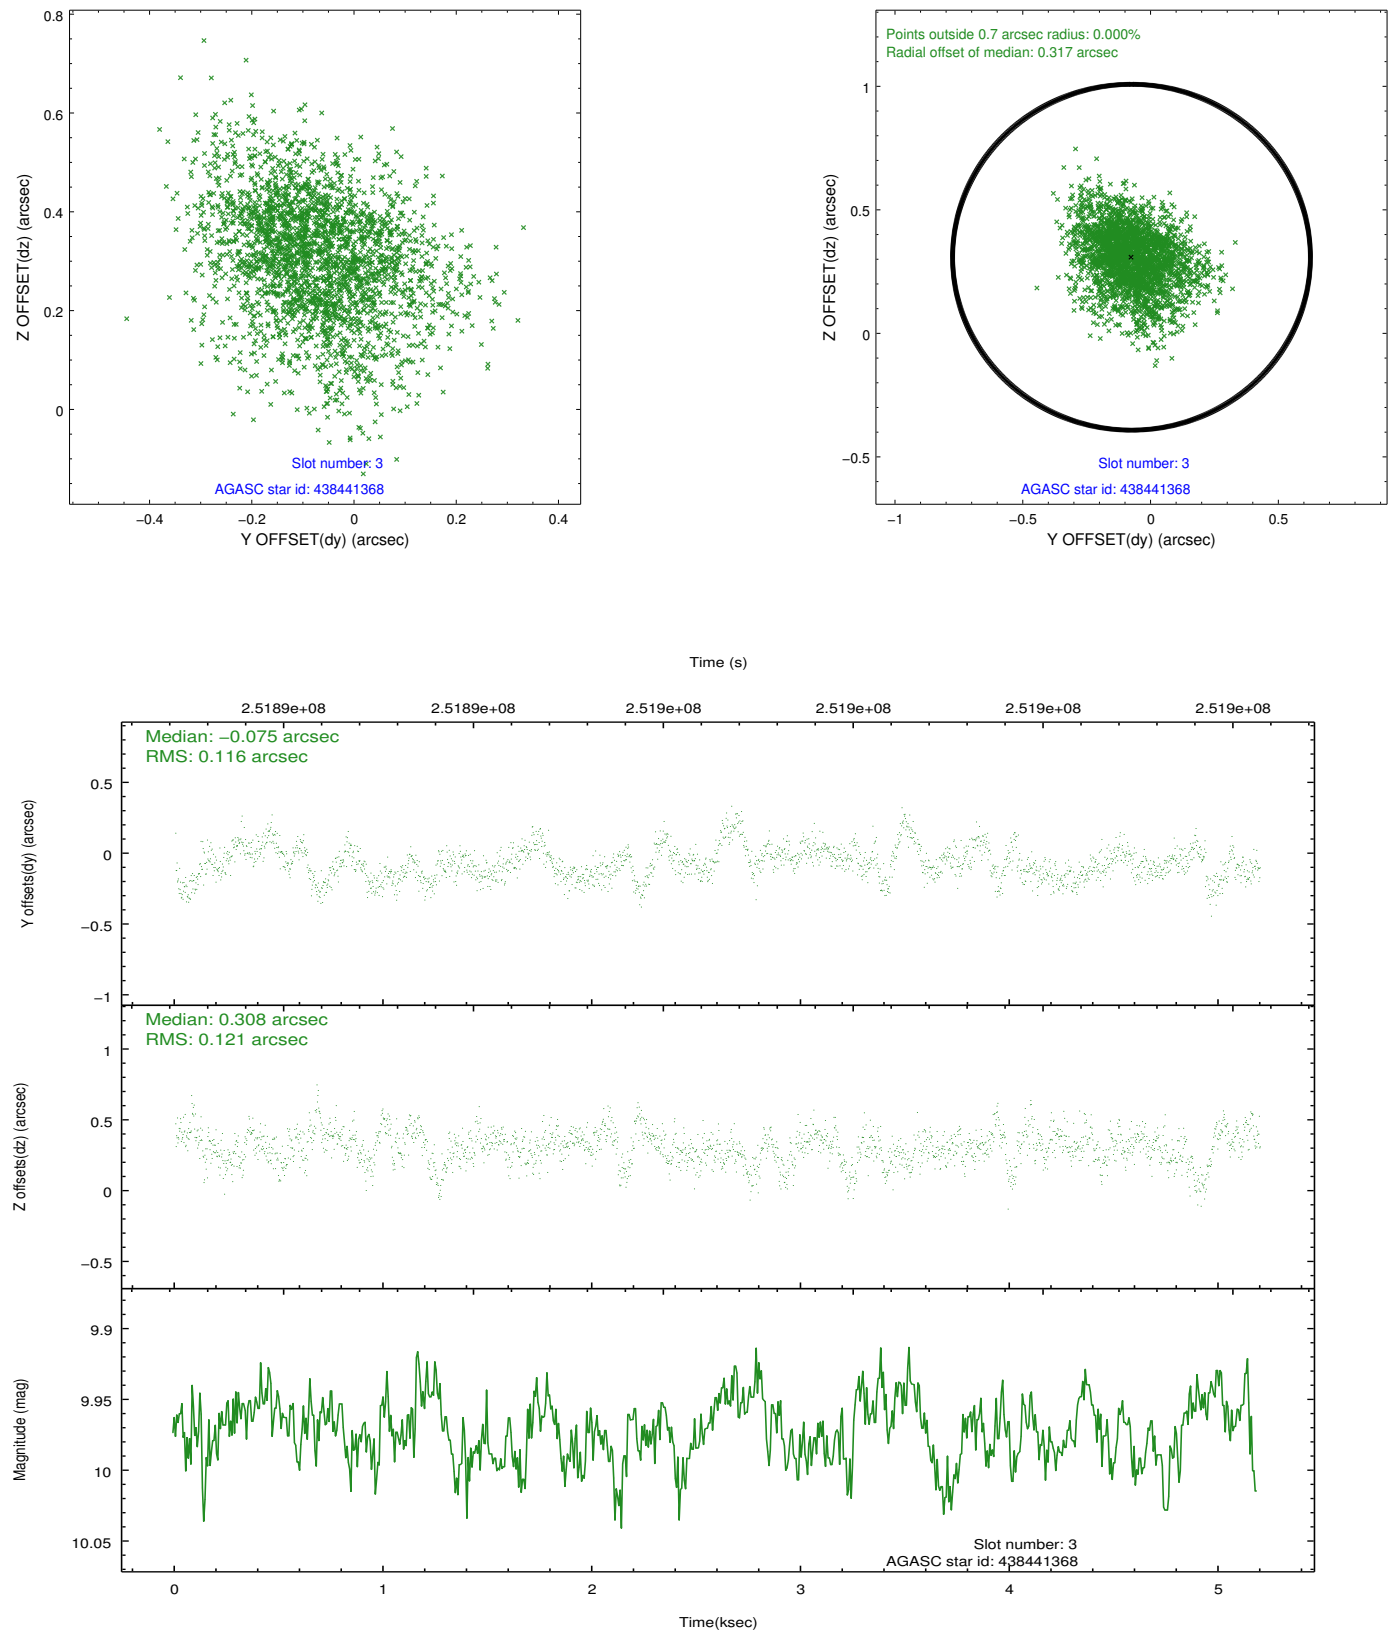 0.8
0.6
0.4
0.2
0
Z OFFSET(dz) (arcsec)
Slot number: 3
AGASC star id: 438441368
−0.4 −0.2 0 0.2 0.4
Y OFFSET(dy) (arcsec)
Points outside 0.7 arcsec radius: 0.000%
Radial offset of median: 0.317 arcsec
1
0.5
0
−0.5
Z OFFSET(dz) (arcsec)
Slot number: 3
AGASC star id: 438441368
−1 −0.5 0 0.5
Y OFFSET(dy) (arcsec)
Time (s)
2.5189e+08 2.5189e+08 2.519e+08 2.519e+08 2.519e+08 2.519e+08
Median: −0.075 arcsec
RMS: 0.116 arcsec
0.5
0
−0.5
−1
Y offsets(dy) (arcsec)
Median: 0.308 arcsec
RMS: 0.121 arcsec
1
0.5
0
−0.5
Z offsets(dz) (arcsec)
9.9
9.95
10
10.05
Magnitude (mag)
Slot number: 3
AGASC star id: 438441368
0 1 2 3 4 5
Time(ksec)